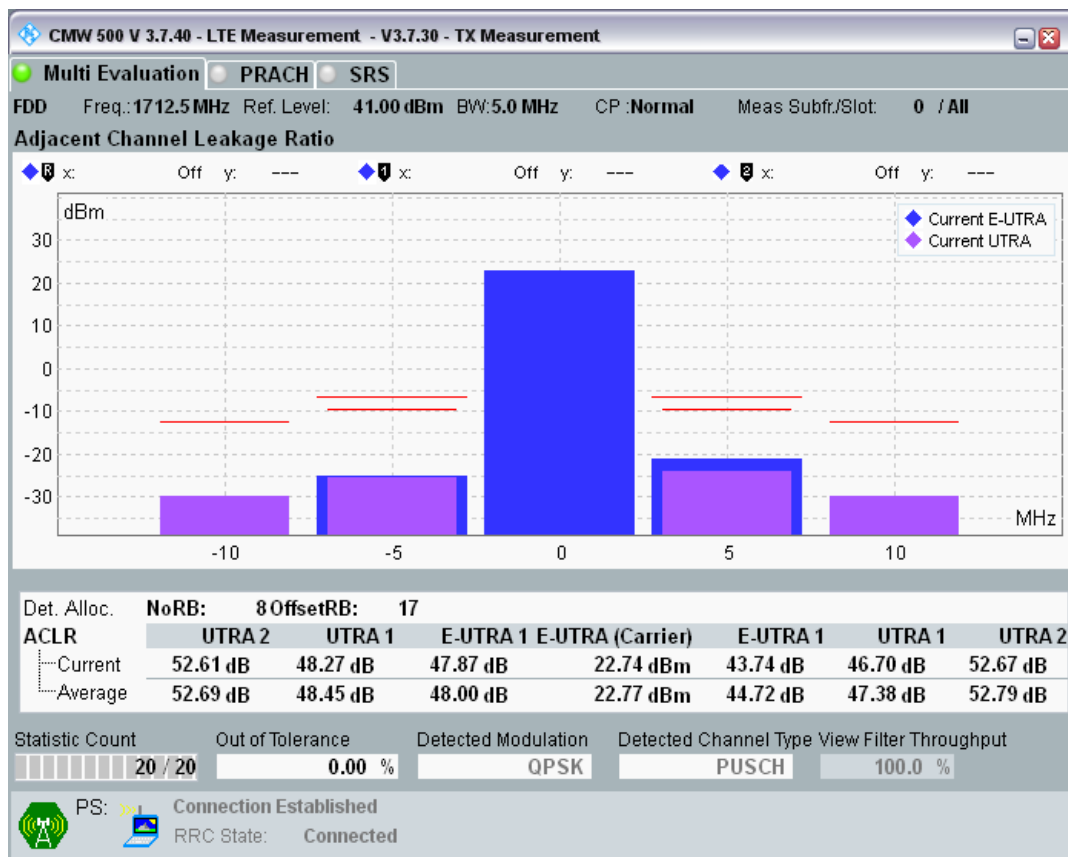 CMW 500 V 3.7.40 - LTE Measurement - V3.7.30 - TX Measurement
Multi Evaluation PRACH SRS
FDD Freq.: 1712.5 MHz Ref. Level: 41.00 dBm BW: 5.0 MHz CP :Normal Meas Subfr./Slot: 0 / All
Adjacent Channel Leakage Ratio
R x: Off y: --- 1 x: Off y: --- 2 x: Off y: ---
dBm
Current E-UTRA
Current UTRA
30
20
10
0
-10
-20
-30
MHz
-10 -5 0 5 10
Det. Alloc. NoRB: 8 OffsetRB: 17
ACLR UTRA 2 UTRA 1 E-UTRA 1 E-UTRA (Carrier) E-UTRA 1 UTRA 1 UTRA 2
Current 52.61 dB 48.27 dB 47.87 dB 22.74 dBm 43.74 dB 46.70 dB 52.67 dB
Average 52.69 dB 48.45 dB 48.00 dB 22.77 dBm 44.72 dB 47.38 dB 52.79 dB
Statistic Count Out of Tolerance Detected Modulation Detected Channel Type View Filter Throughput
20 / 20 0.00 % QPSK PUSCH 100.0 %
PS: Connection Established
RRC State: Connected